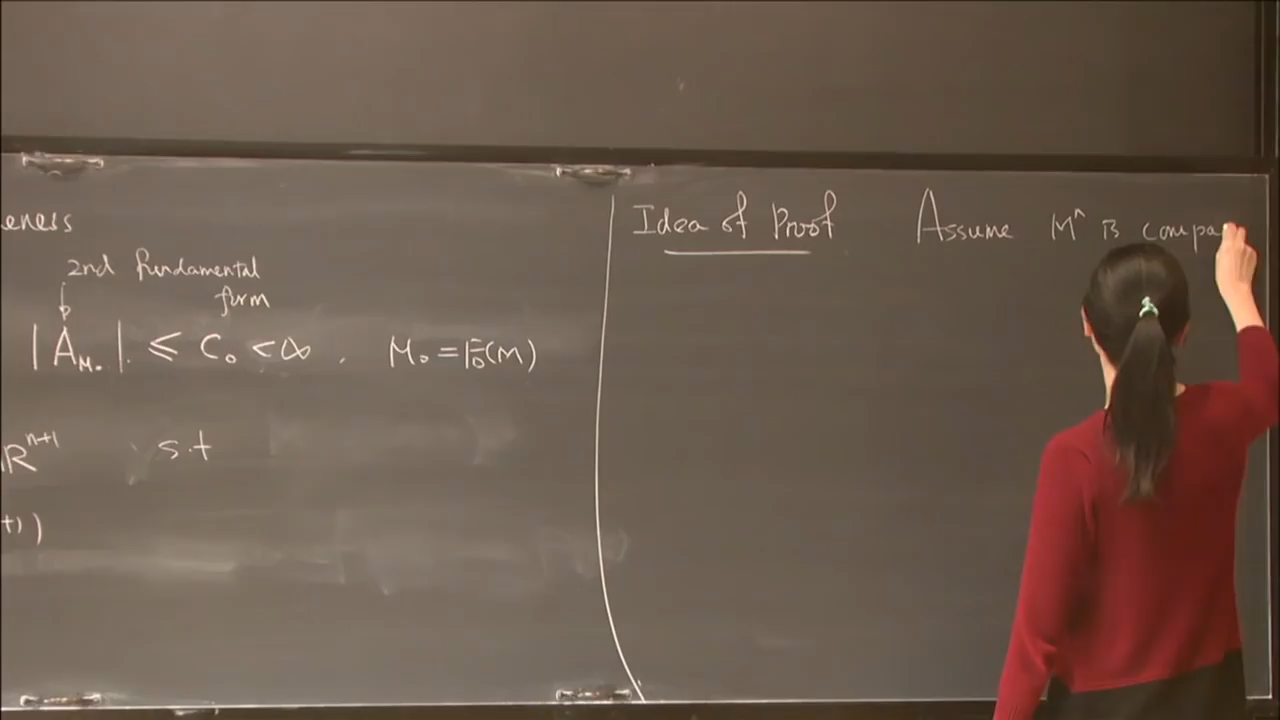 eness
2nd fundamental
form
|A_{M_0}| ≤ C_0 < ∞ . M_0 = F_0(M)
R^{n+1} s.t
t))
Idea of Proof Assume M^n is compa